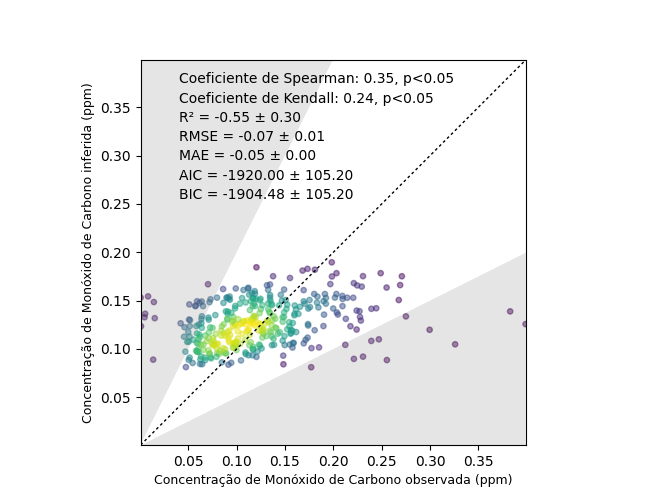 Coeficiente de Spearman: 0.35, p<0.05
Coeficiente de Kendall: 0.24, p<0.05
R² = -0.55 ± 0.30
RMSE = -0.07 ± 0.01
MAE = -0.05 ± 0.00
AIC = -1920.00 ± 105.20
BIC = -1904.48 ± 105.20
Concentração de Monóxido de Carbono inferida (ppm)
0.35
0.30
0.25
0.20
0.15
0.10
0.05
0.05 0.10 0.15 0.20 0.25 0.30 0.35
Concentração de Monóxido de Carbono observada (ppm)